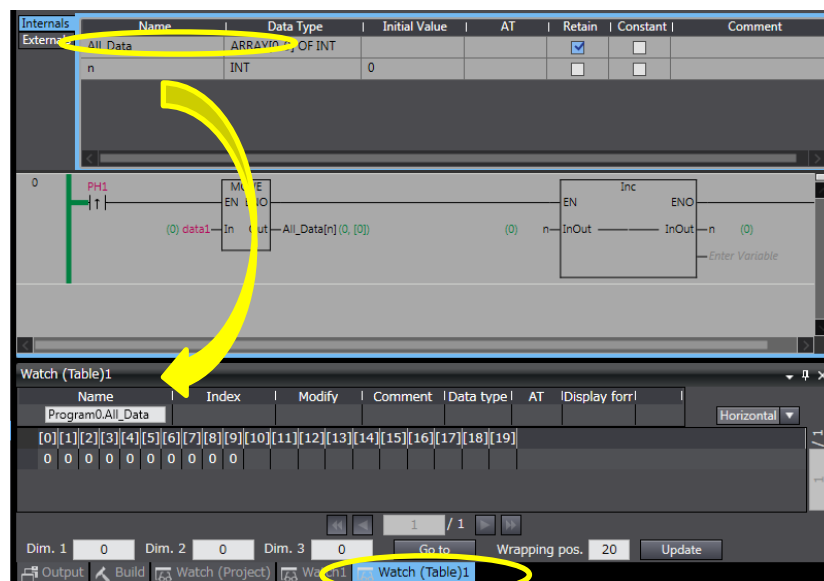 Internals Name Data Type Initial Value AT Retain Constant Comment
Externals All_Data OF INT
n INT 0
0 PH1 Inc
EN EN ENO
(0) data1 In All_Data[n] (0, [0]) (0) n InOut InOut n (0)
Enter Variable
Watch (Table)1
Name Index Modify Comment Data type AT Display forr
Program0.All_Data Horizontal
[0] [1] [2] [3] [4] [5] [6] [7] [8] [9] [10] [11] [12] [13] [14] [15] [16] [17] [18] [19]
0 0 0 0 0 0 0 0 0 0
1 / 1
Dim. 1 0 Dim. 2 0 Dim. 3 0 Go to Wrapping pos. 20 Update
Output Build Watch (Project) Watch1 Watch (Table)1